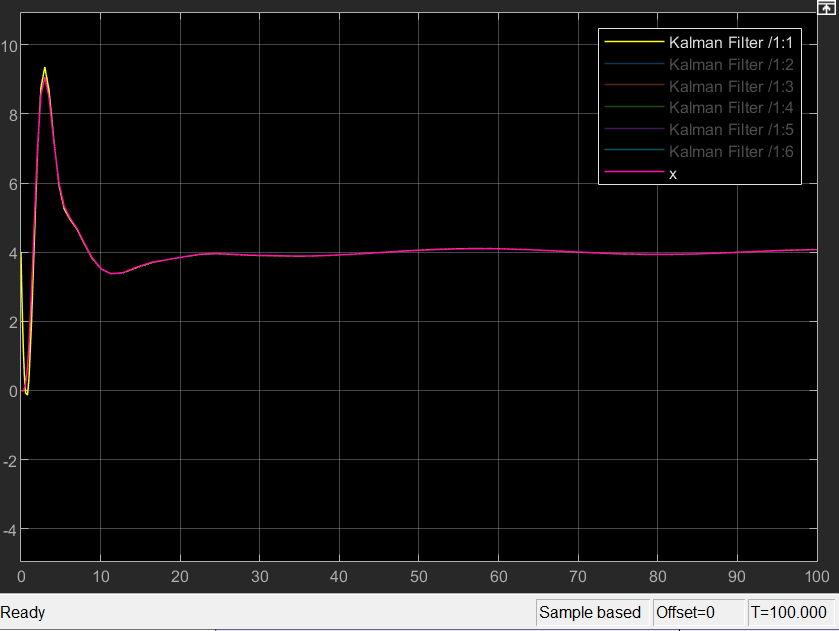 10
8
6
4
2
0
-2
-4
Kalman Filter /1:1
Kalman Filter /1:2
Kalman Filter /1:3
Kalman Filter /1:4
Kalman Filter /1:5
Kalman Filter /1:6
x
0 10 20 30 40 50 60 70 80 90 100
Ready Sample based Offset=0 T=100.000